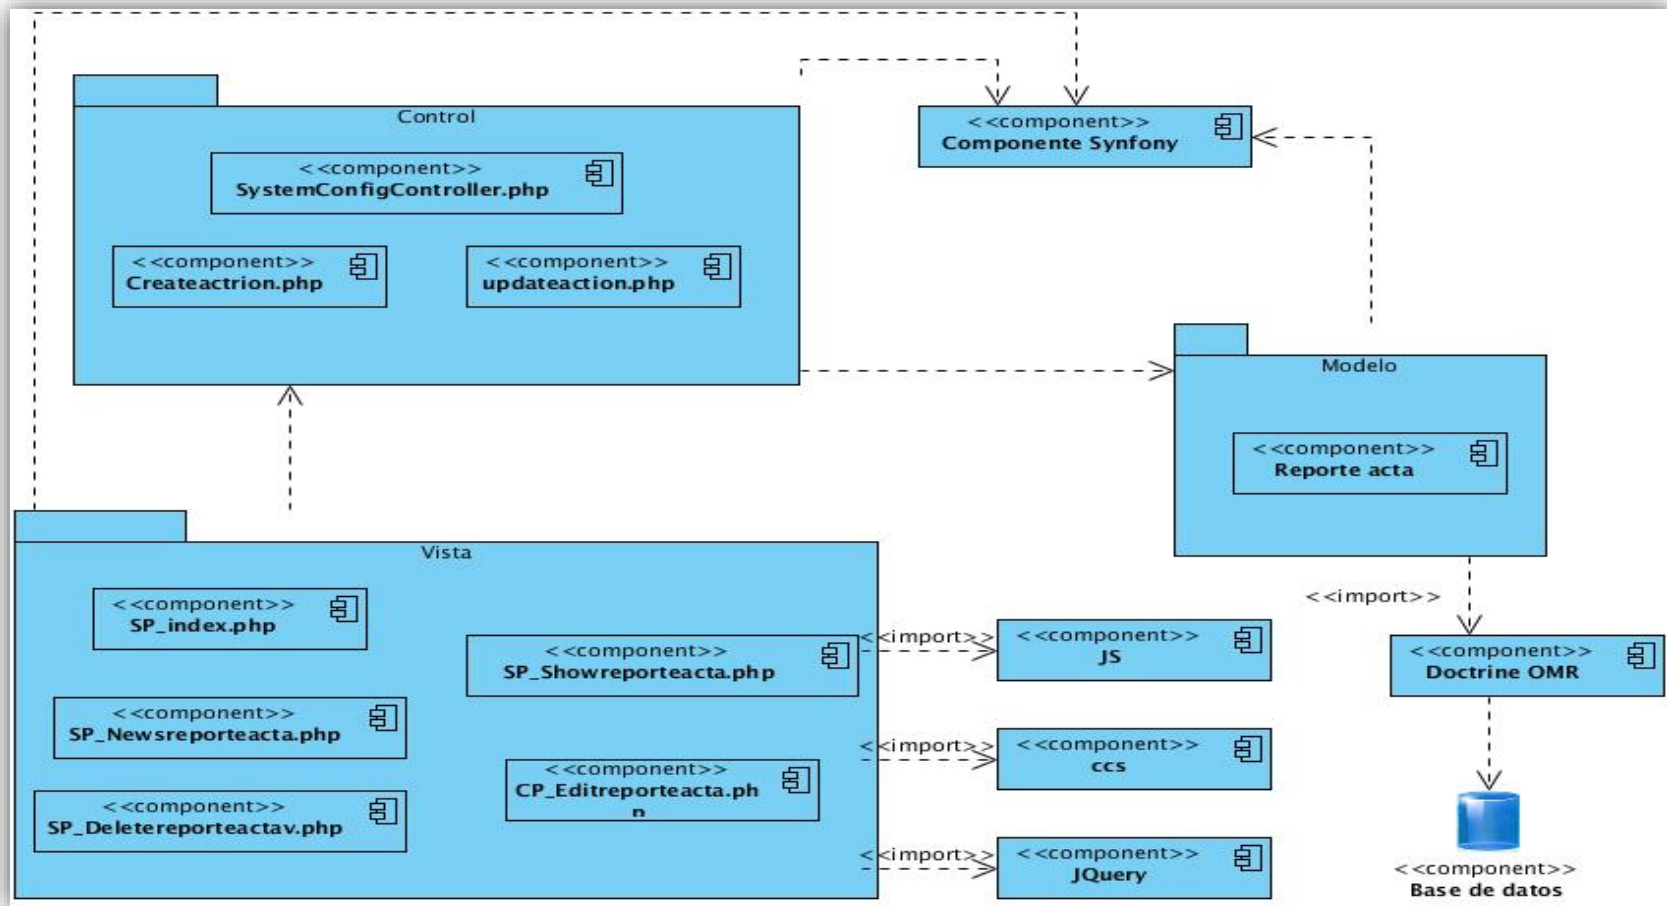 Control
<<component>>
SystemConfigController.php
<<component>>
Createactrion.php
<<component>>
updateaction.php
<<component>>
Componente Synfony
Modelo
<<component>>
Reporte acta
<<import>>
<<component>>
Doctrine OMR
<<component>>
Base de datos
Vista
<<component>>
SP_index.php
<<component>>
SP_Showreporteacta.php
<<component>>
SP_Newsreporteacta.php
<<component>>
CP_Editreporteacta.ph
n
<<component>>
SP_Deletereporteactav.php
<<import>>
<<component>>
JS
<<import>>
<<component>>
ccs
<<import>>
<<component>>
JQuery